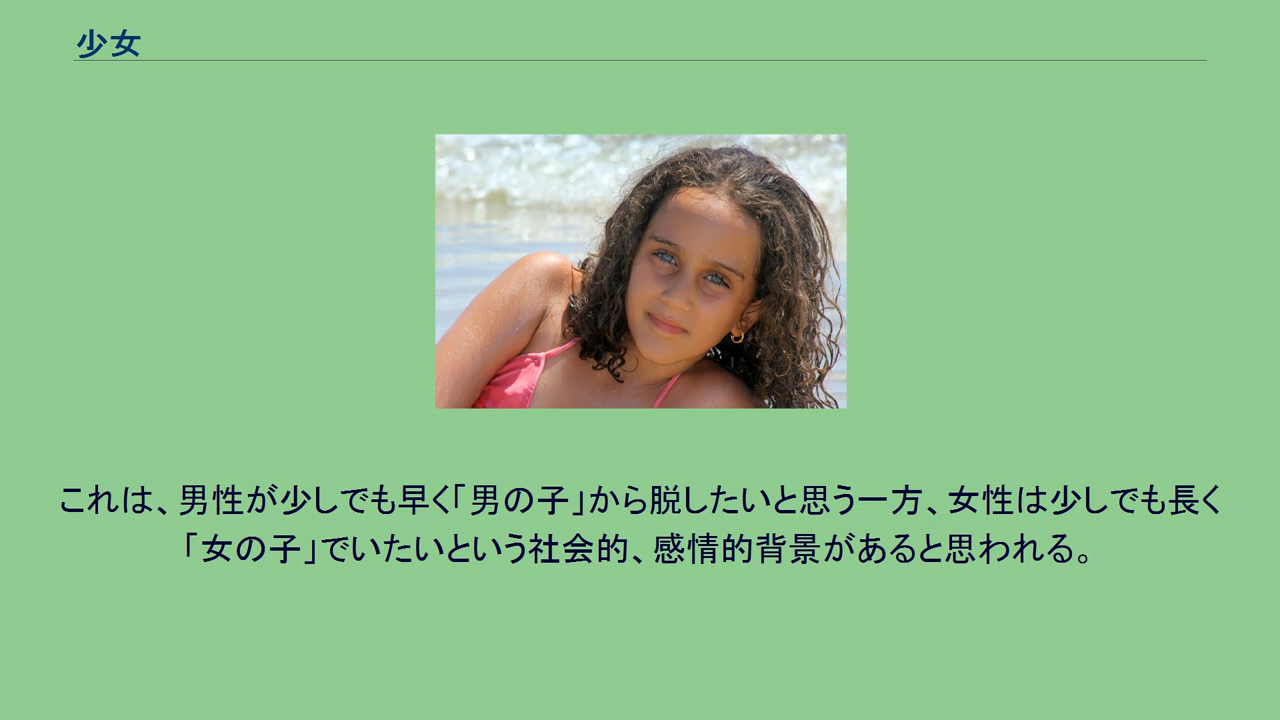 少女
これは、男性が少しでも早く「男の子」から脱したいと思う一方、女性は少しでも長く
「女の子」でいたいという社会的、感情的背景があると思われる。